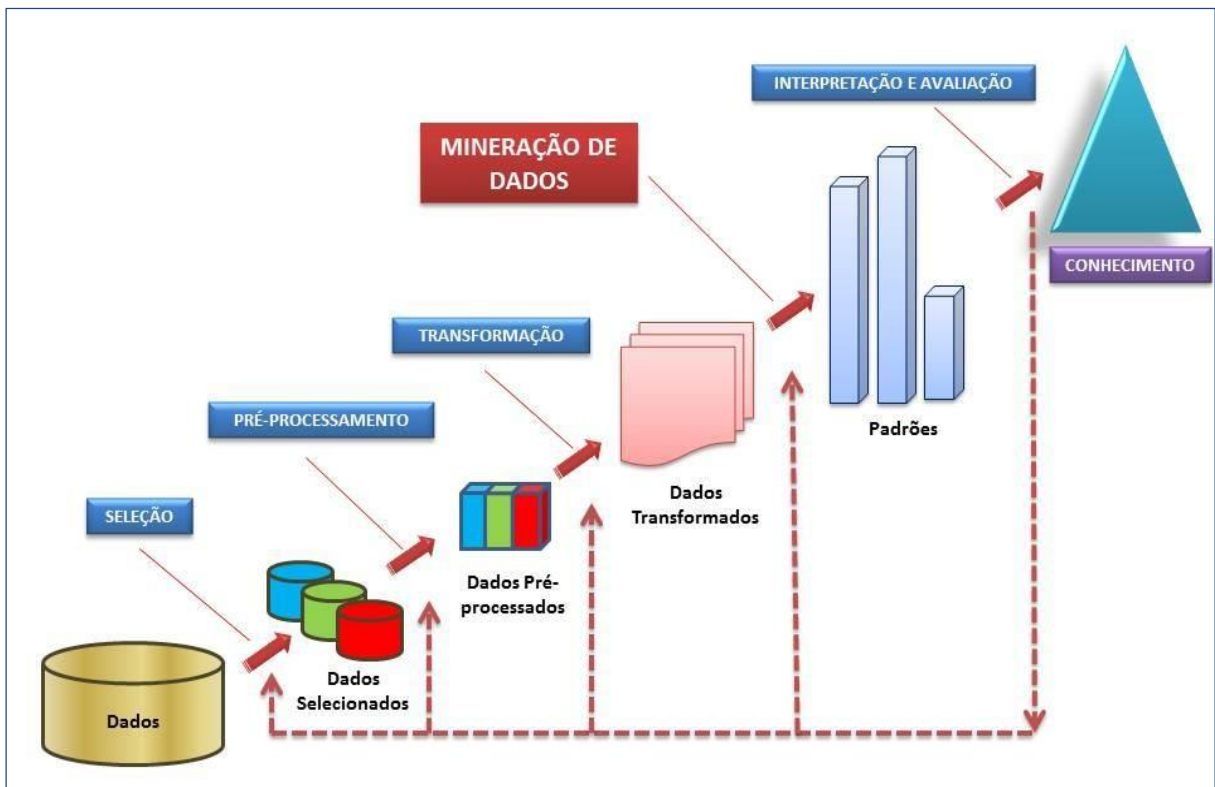 INTERPRETAÇÃO E AVALIAÇÃO
MINERAÇÃO DE
DADOS
CONHECIMENTO
TRANSFORMAÇÃO
Padrões
PRÉ-PROCESSAMENTO
Dados
Transformados
SELEÇÃO
Dados Pré-
processados
Dados
Selecionados
Dados